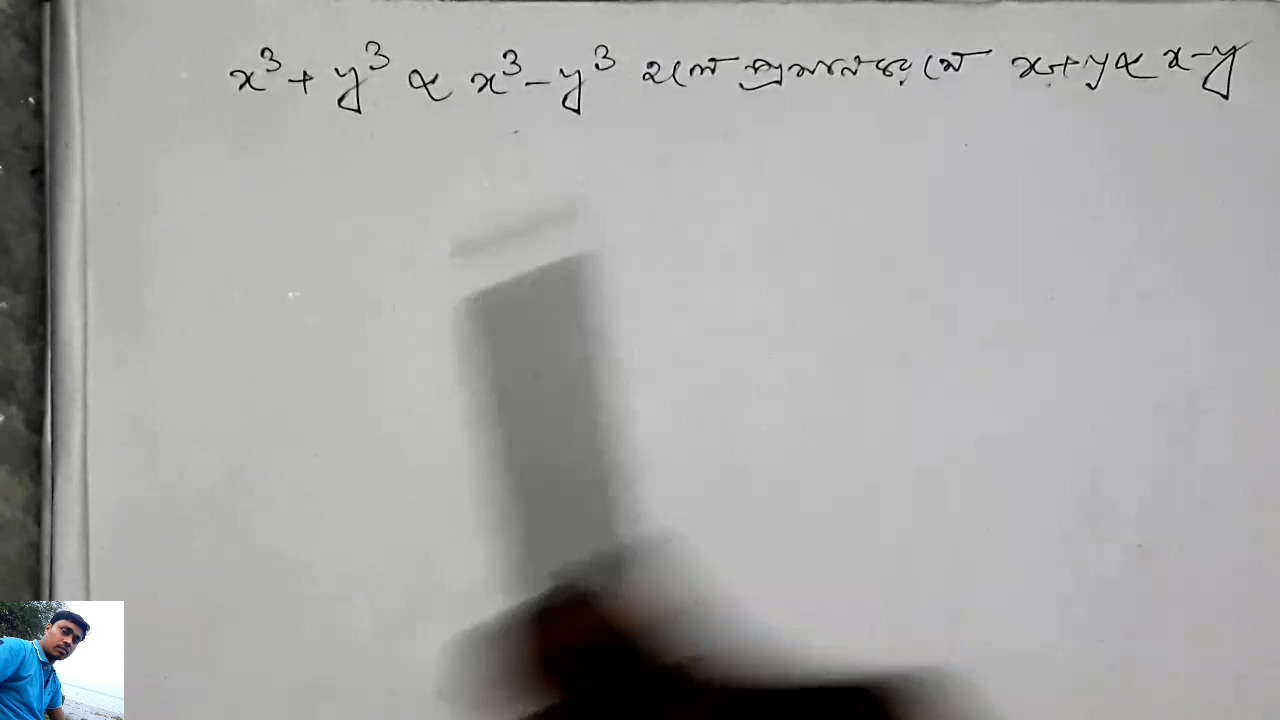 x³ + y³ ∝ x³ - y³ হলে প্রমাণ কর যে x + y ∝ x - y